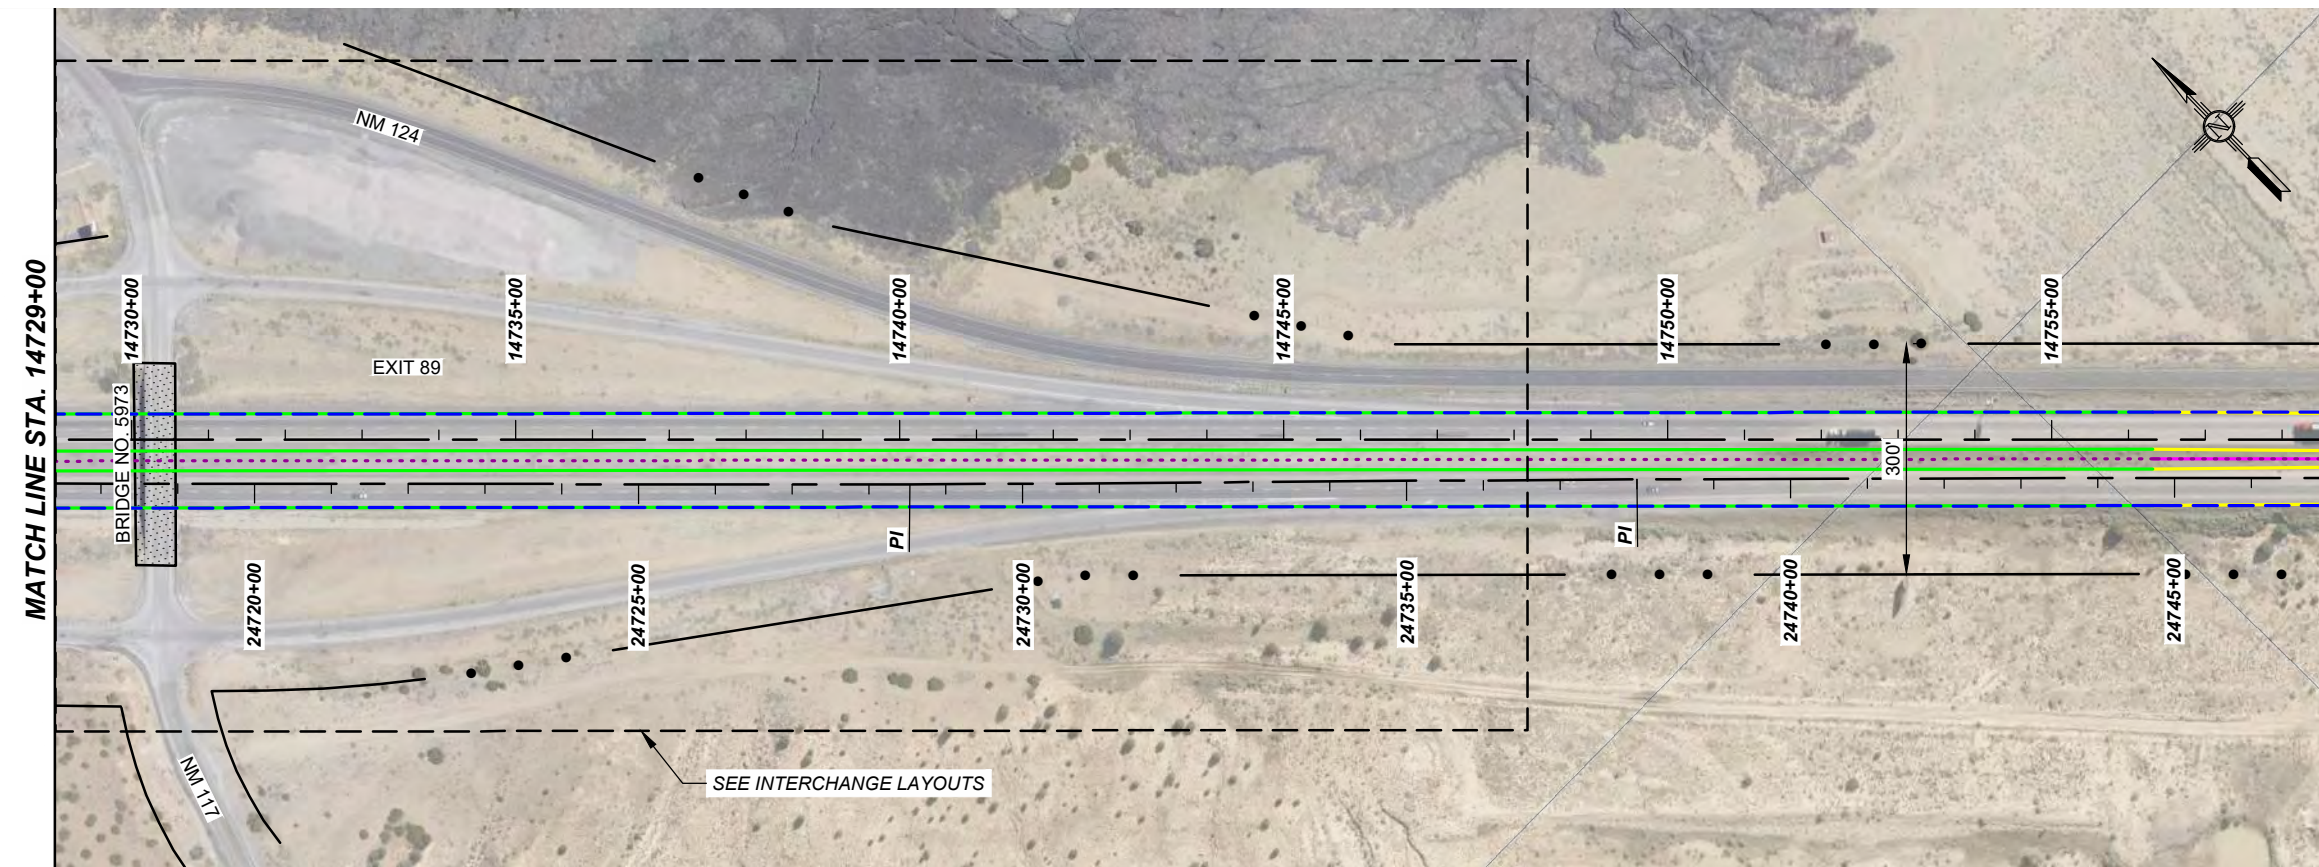 MATCH LINE STA. 14729+00
NM 124
N
14730+00
14735+00
14740+00
14745+00
14750+00
14755+00
EXIT 89
BRIDGE NO. 5973
300'
PI
PI
24720+00
24725+00
24730+00
24735+00
24740+00
24745+00
NM 117
SEE INTERCHANGE LAYOUTS